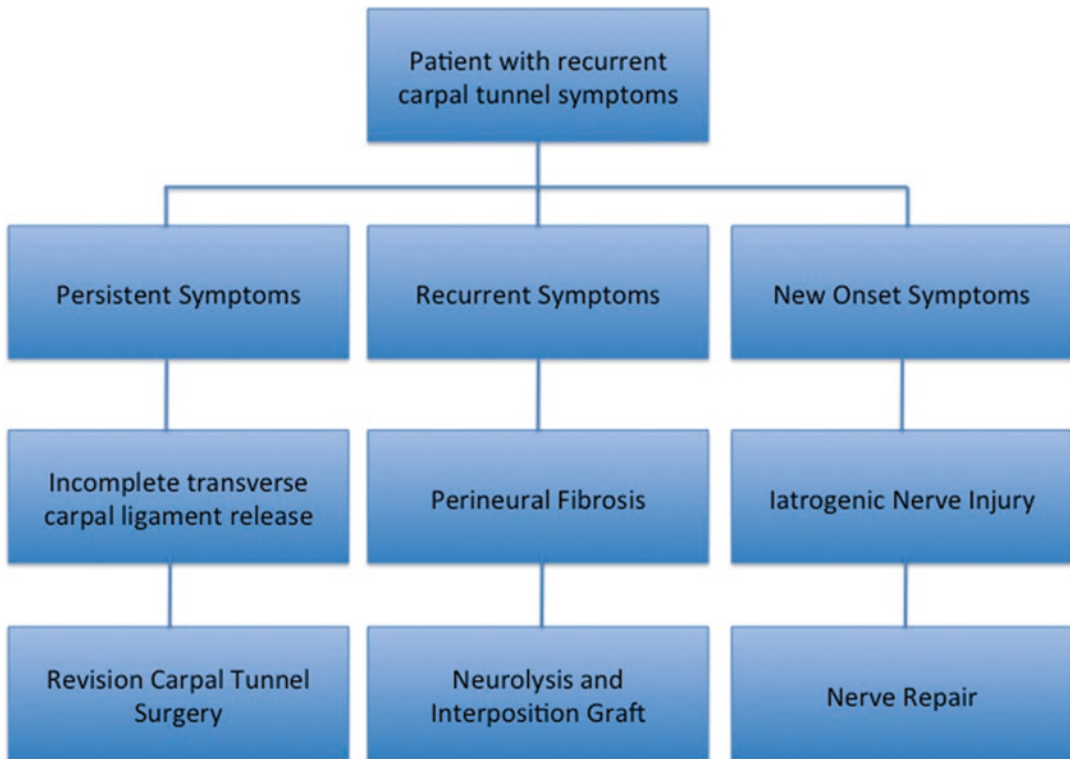 Patient with recurrent
carpal tunnel symptoms
Persistent Symptoms
Recurrent Symptoms
New Onset Symptoms
Incomplete transverse
carpal ligament release
Perineural Fibrosis
Iatrogenic Nerve Injury
Revision Carpal Tunnel
Surgery
Neurolysis and
Interposition Graft
Nerve Repair